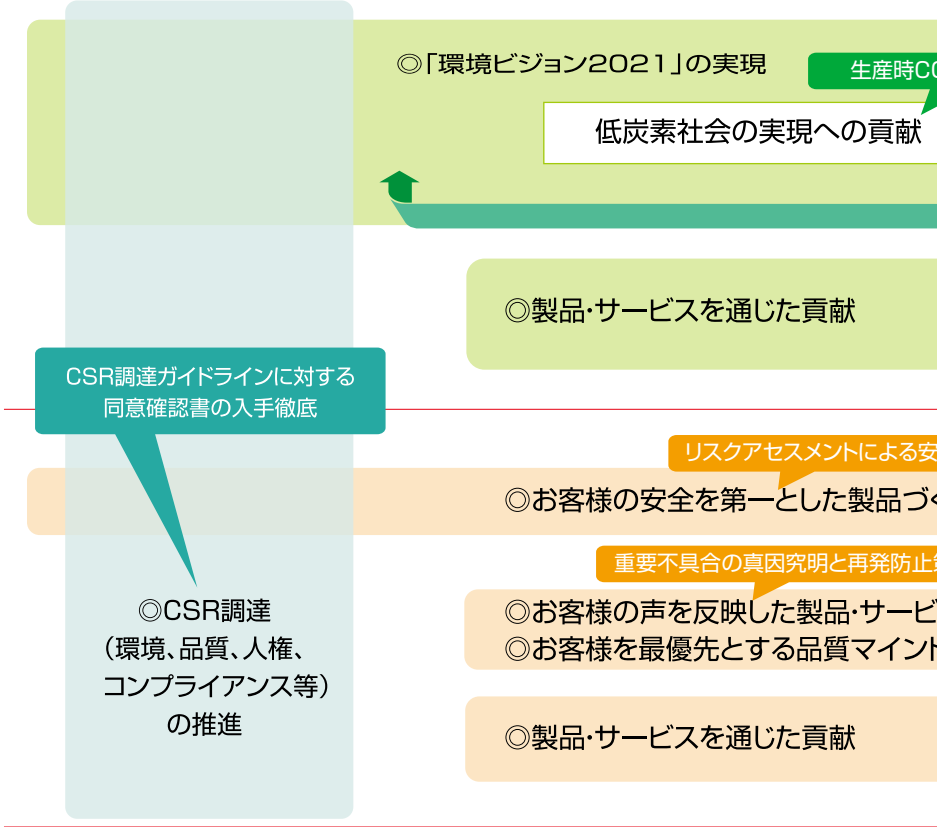 ◎「環境ビジョン2021」の実現
生産時CO
低炭素社会の実現への貢献
◎製品・サービスを通じた貢献
CSR調達ガイドラインに対する
同意確認書の入手徹底
リスクアセスメントによる安
◎お客様の安全を第一とした製品づく
重要不具合の真因究明と再発防止
◎お客様の声を反映した製品・サービ
◎お客様を最優先とする品質マインド
◎CSR調達
（環境、品質、人権、
コンプライアンス等）
の推進
◎製品・サービスを通じた貢献